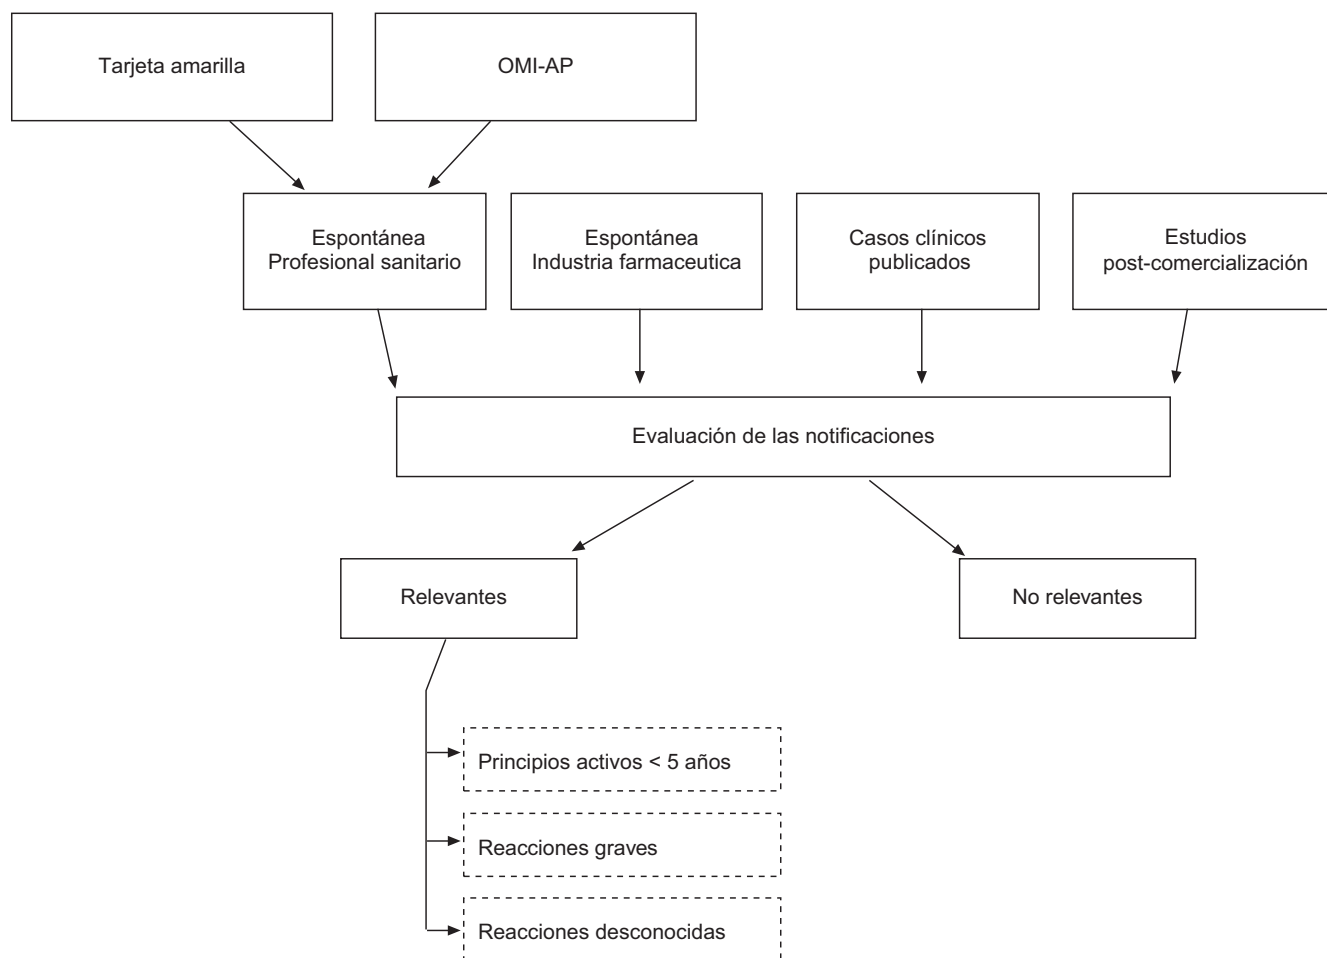 Tarjeta amarilla
OMI-AP
Espontánea
Profesional sanitario
Espontánea
Industria farmaceutica
Casos clínicos
publicados
Estudios
post-comercialización
Evaluación de las notificaciones
Relevantes
No relevantes
Principios activos < 5 años
Reacciones graves
Reacciones desconocidas